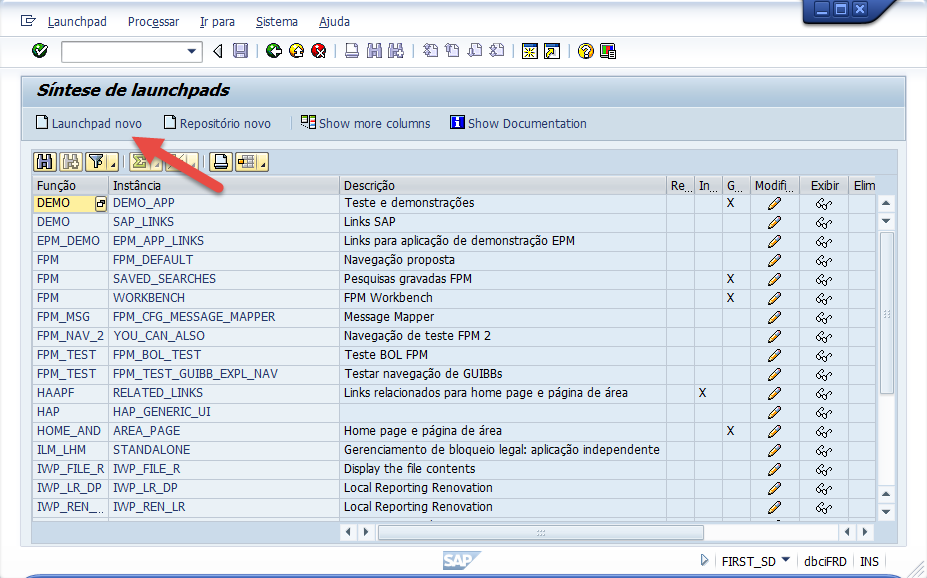 Launchpad Processar Ir para Sistema Ajuda
Síntese de launchpads
Launchpad novo Repositório novo Show more columns Show Documentation
Função Instância Descrição Re... In... G... Modifi... Exibir Elim
DEMO DEMO_APP Teste e demonstrações X
DEMO SAP_LINKS Links SAP
EPM_DEMO EPM_APP_LINKS Links para aplicação de demonstração EPM
FPM FPM_DEFAULT Navegação proposta
FPM SAVED_SEARCHES Pesquisas gravadas FPM X
FPM WORKBENCH FPM Workbench X
FPM_MSG FPM_CFG_MESSAGE_MAPPER Message Mapper
FPM_NAV_2 YOU_CAN_ALSO Navegação de teste FPM 2
FPM_TEST FPM_BOL_TEST Teste BOL FPM
FPM_TEST FPM_TEST_GUIBB_EXPL_NAV Testar navegação de GUIBBs
HAAPF RELATED_LINKS Links relacionados para home page e página de área X
HAP HAP_GENERIC_UI
HOME_AND AREA_PAGE Home page e página de área X
ILM_LHM STANDALONE Gerenciamento de bloqueio legal: aplicação independente
IWP_FILE_R IWP_FILE_R Display the file contents
IWP_LR_DP IWP_LR_DP Local Reporting Renovation
IWP_REN_... IWP_REN_LR Local Reporting Renovation
SAP FIRST_SD dbciFRD INS